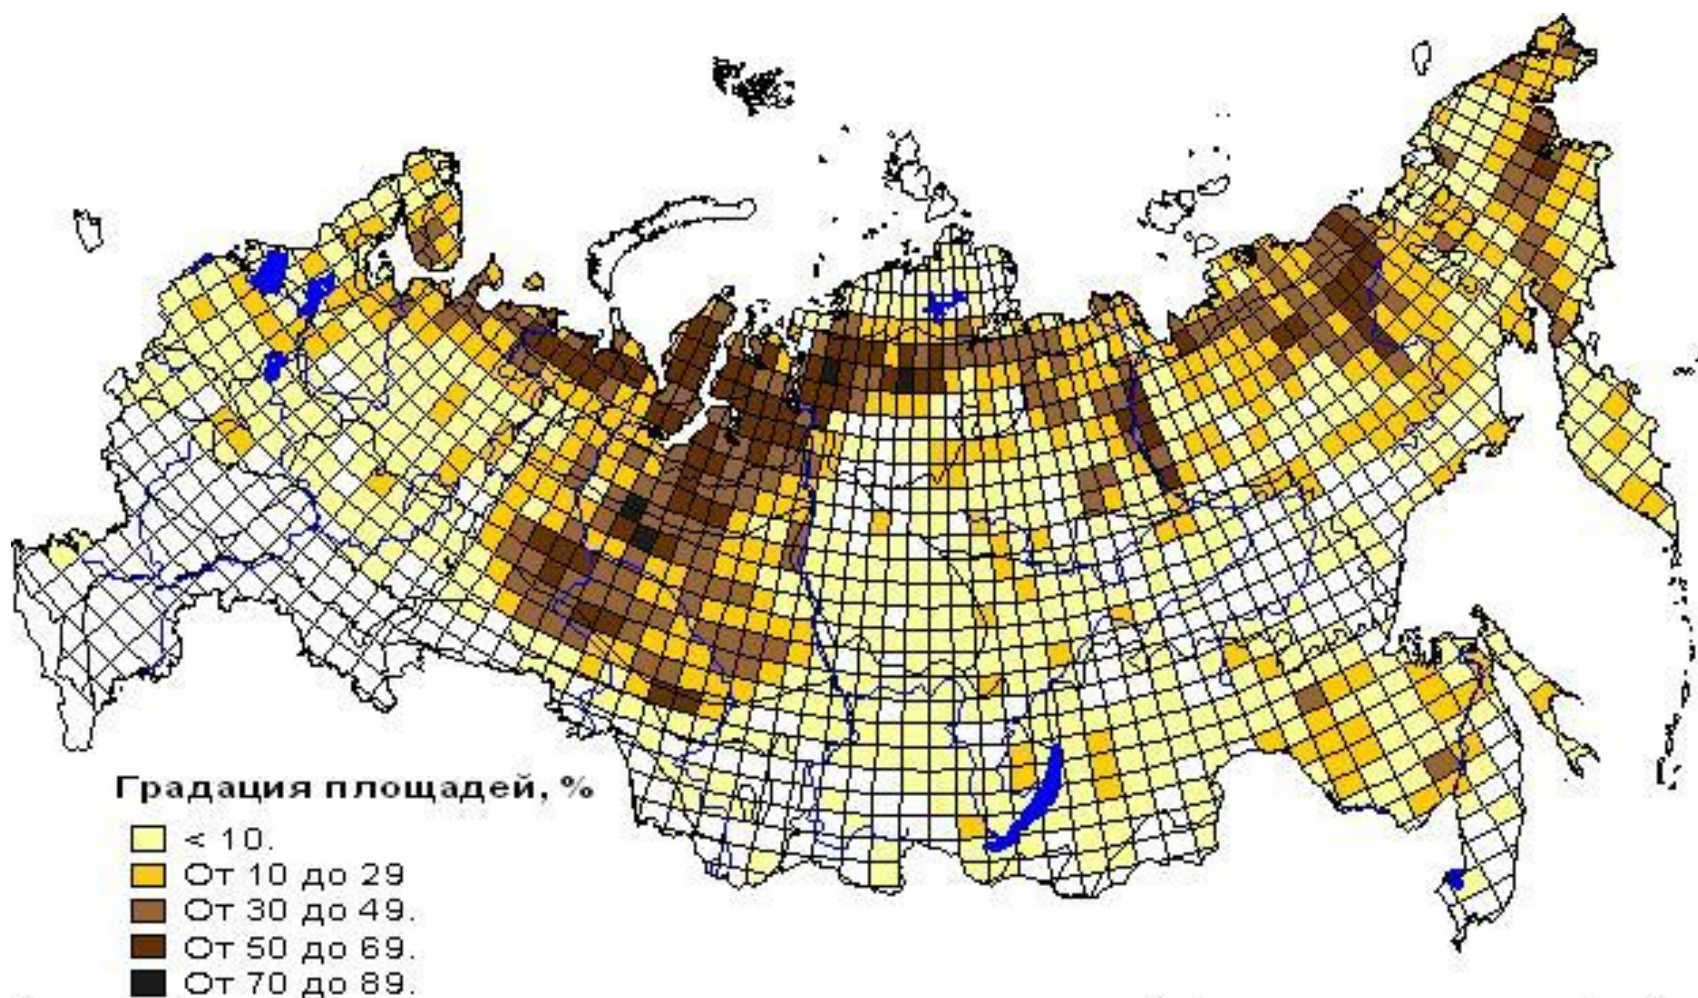 Градация площадей, %
< 10.
От 10 до 29
От 30 до 49.
От 50 до 69.
От 70 до 89.